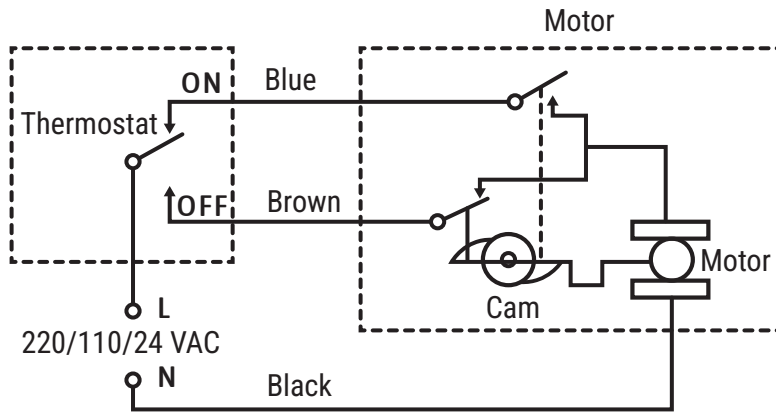 Motor
ON
Blue
Thermostat
OFF
Brown
Motor
Cam
L
220/110/24 VAC
N
Black